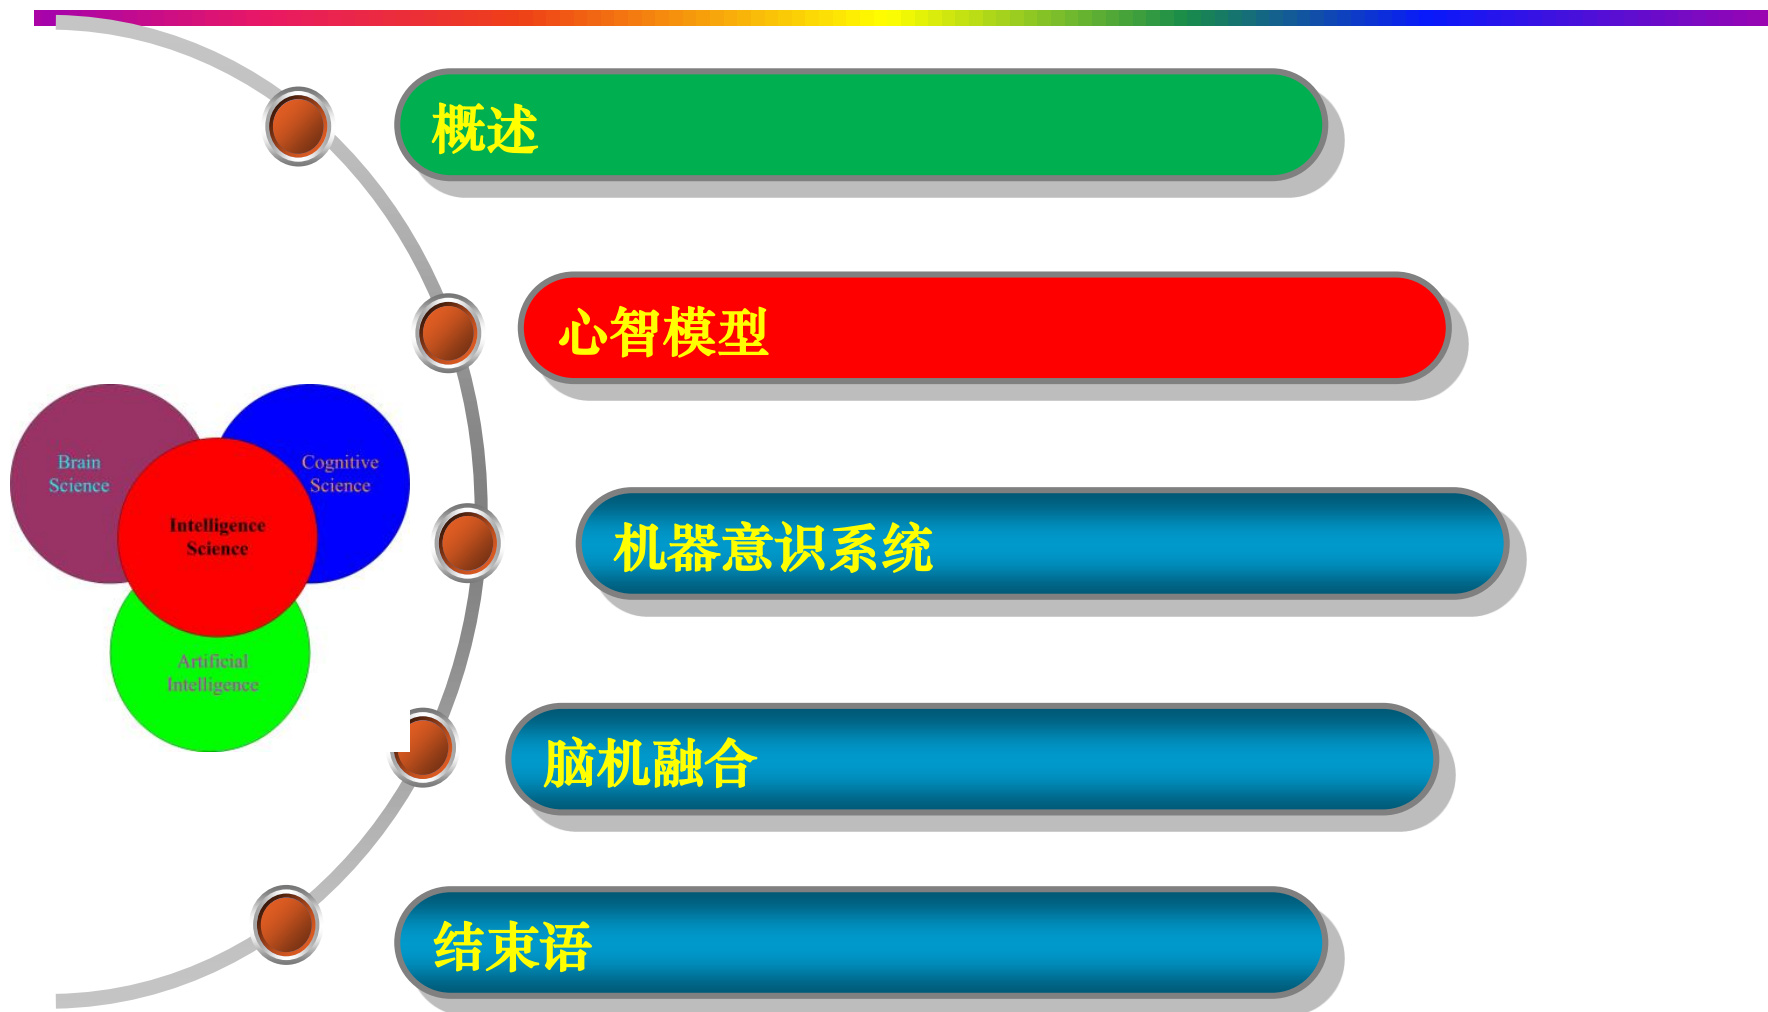 概述
心智模型
Brain
Science
Cognitive
Science
Intelligence
Science
Artificial
Intelligence
机器意识系统
脑机融合
结束语